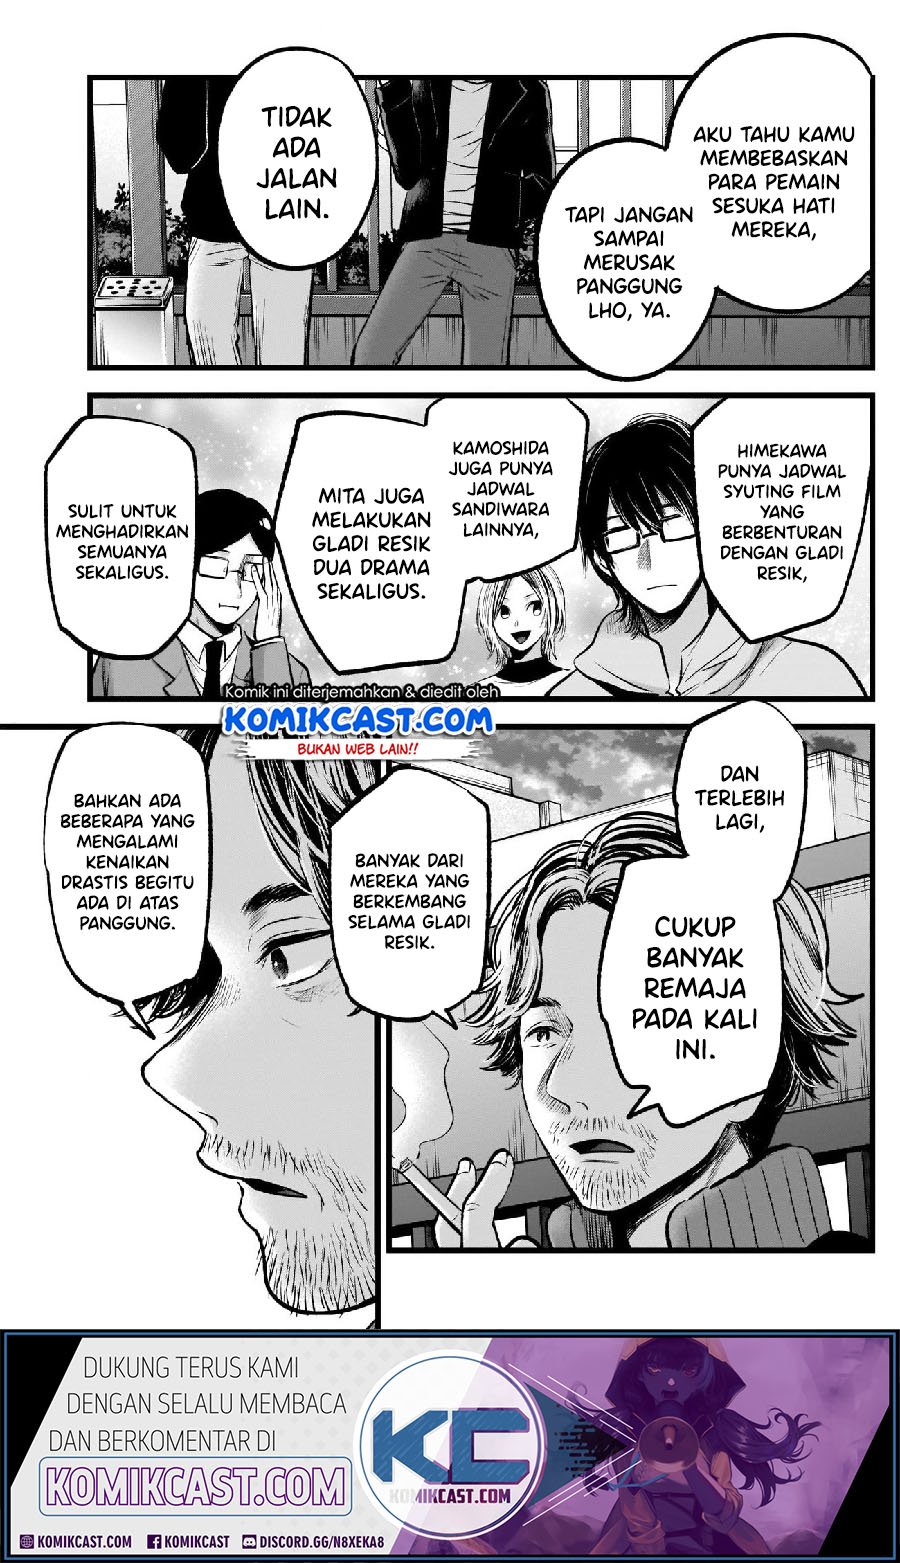 AKU TAHU KAMU
MEMBEBASKAN
PARA PEMAIN
SESUKA HATI
MEREKA,
TAPI JANGAN
SAMPAI
MERUSAK
PANGGUNG
LHO, YA.
TIDAK
ADA
JALAN
LAIN.
HIMEKAWA
PUNYA JADWAL
SYUTING FILM
YANG
BERBENTURAN
DENGAN GLADI
RESIK,
KAMOSHIDA
JUGA PUNYA
JADWAL
SANDIWARA
LAINNYA,
MITA JUGA
MELAKUKAN
GLADI RESIK
DUA DRAMA
SEKALIGUS.
SULIT UNTUK
MENGHADIRKAN
SEMUANYA
SEKALIGUS.
Komik ini diterjemahkan & diedit oleh
KOMIKCAST.COM
BUKAN WEB LAIN!!
DAN
TERLEBIH
LAGI,
CUKUP
BANYAK
REMAJA
PADA KALI
INI.
BANYAK DARI
MEREKA YANG
BERKEMBANG
SELAMA GLADI
RESIK.
BAHKAN ADA
BEBERAPA YANG
MENGALAMI
KENAIKAN
DRASTIS BEGITU
ADA DI ATAS
PANGGUNG.
DUKUNG TERUS KAMI
DENGAN SELALU MEMBACA
DAN BERKOMENTAR DI
KOMIKCAST.COM
KOMIKCAST.COM
KOMIKCAST
DISCORD.GG/N8XEKA8
KC
KOMIKCAST.COM